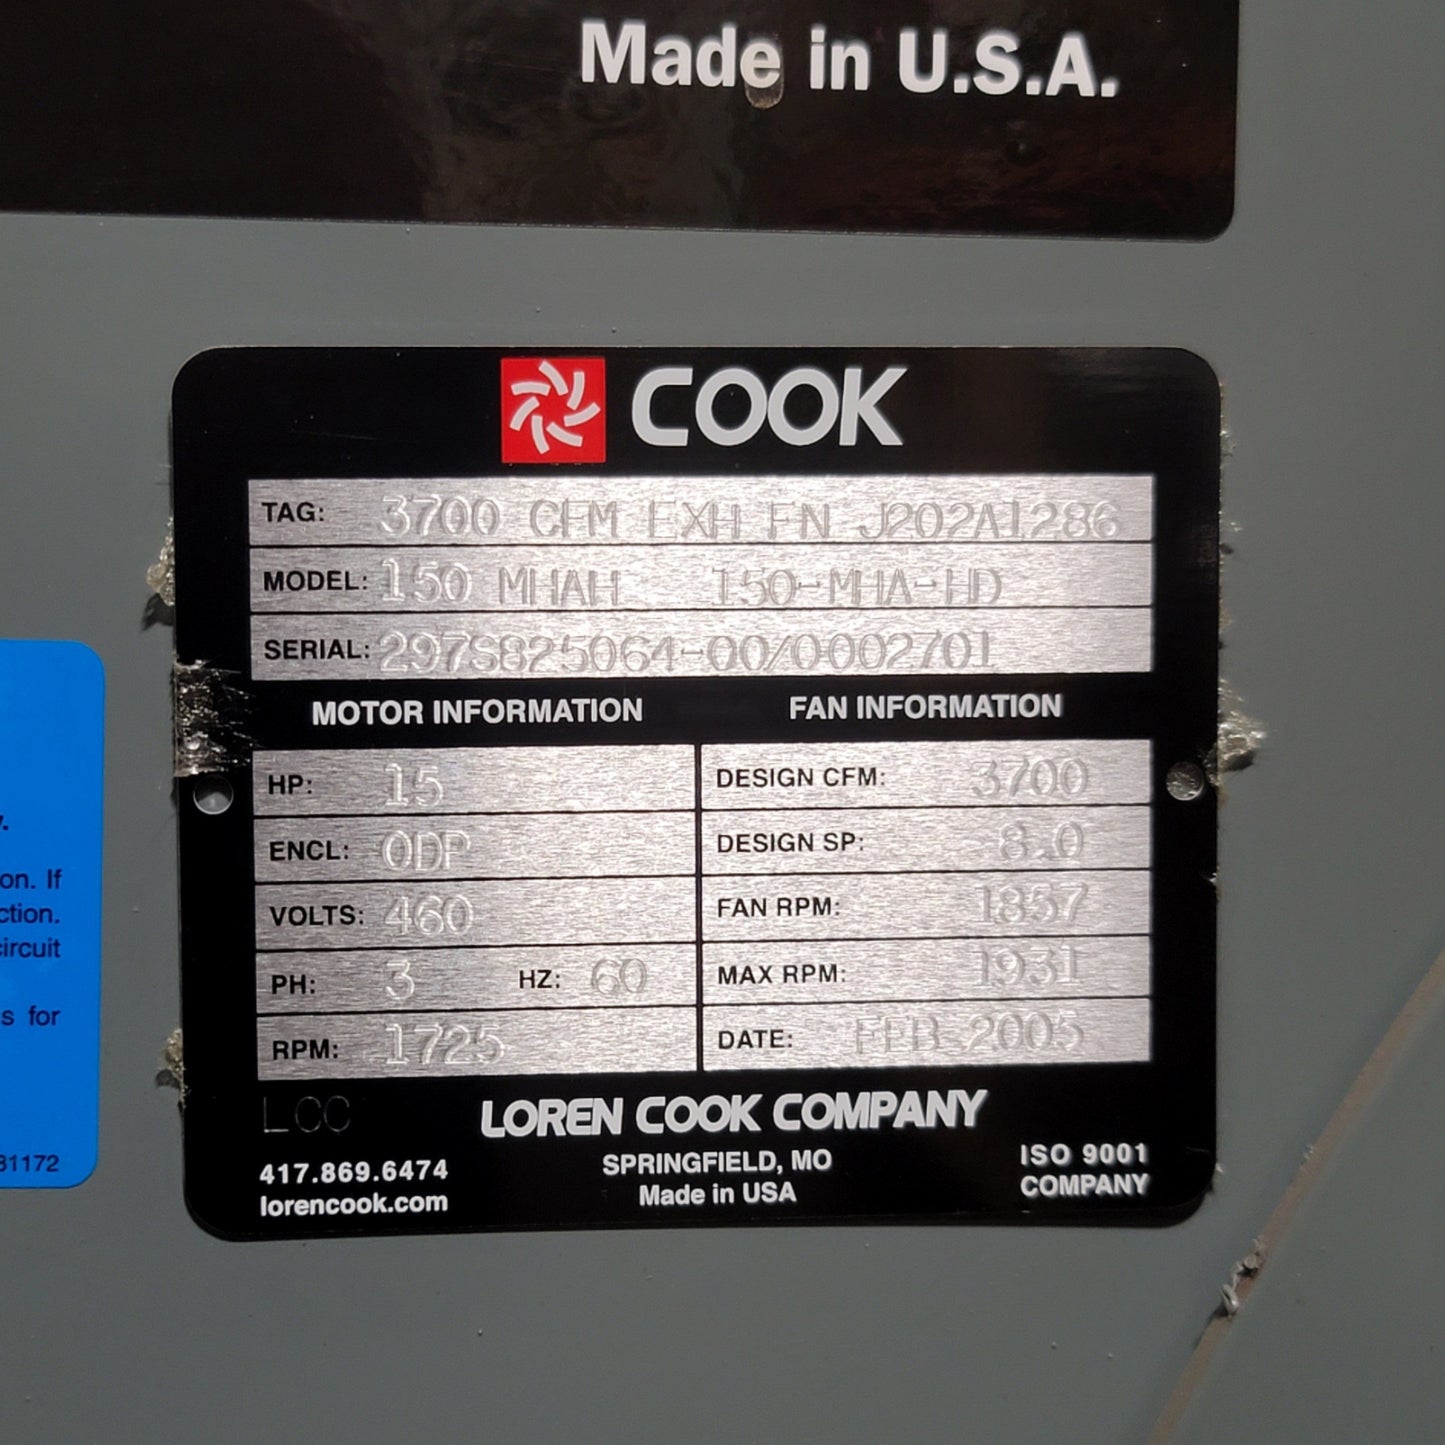 Made in U.S.A.
COOK
TAG: 3700 CFM EXH FN J202A1286
MODEL: 150 MHAH 150-MHA-HD
SERIAL: 297S825064-00/0002701
MOTOR INFORMATION
FAN INFORMATION
HP: 15
ENCL: ODP
VOLTS: 460
PH: 3 HZ: 60
RPM: 1725
DESIGN CFM: 3700
DESIGN SP: 8.0
FAN RPM: 1857
MAX RPM: 1931
DATE: FEB 2005
LCC
LOREN COOK COMPANY
417.869.6474
lorencook.com
SPRINGFIELD, MO
Made in USA
ISO 9001
COMPANY
on. If
ction.
circuit
s for
81172